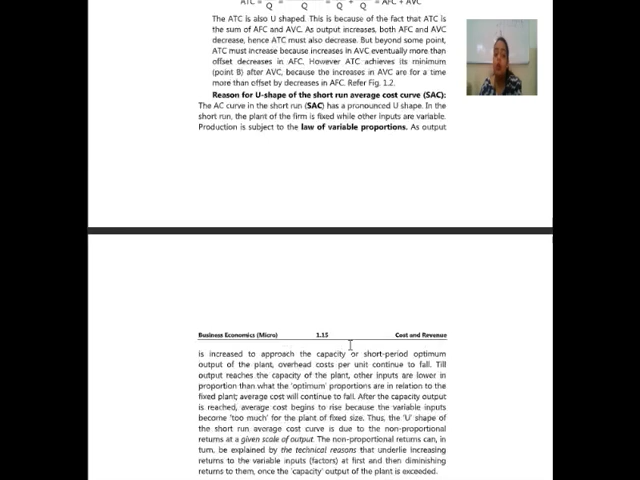 ATC = Q = Q = Q + Q = AFC + AVC
The ATC is also U shaped. This is because of the fact that ATC is
the sum of AFC and AVC. As output increases, both AFC and AVC
decrease, hence ATC must also decrease. But beyond some point,
ATC must increase because increases in AVC eventually more than
offset decreases in AFC. However ATC achieves its minimum
(point B) after AVC, because the increases in AVC are for a time
more than offset by decreases in AFC. Refer Fig. 1.2.
Reason for U-shape of the short run average cost curve (SAC):
The AC curve in the short run (SAC) has a pronounced U shape. In the
short run, the plant of the firm is fixed while other inputs are variable.
Production is subject to the law of variable proportions. As output
Business Economics (Micro) 1.15 Cost and Revenue
is increased to approach the capacity or short-period optimum
output of the plant, overhead costs per unit continue to fall. Till
output reaches the capacity of the plant, other inputs are lower in
proportion than what the 'optimum' proportions are in relation to the
fixed plant; average cost will continue to fall. After the capacity output
is reached, average cost begins to rise because the variable inputs
become 'too much' for the plant of fixed size. Thus, the 'U' shape of
the short run average cost curve is due to the non-proportional
returns at a given scale of output. The non-proportional returns can, in
turn, be explained by the technical reasons that underlie increasing
returns to the variable inputs (factors) at first and then diminishing
returns to them, once the 'capacity' output of the plant is exceeded.